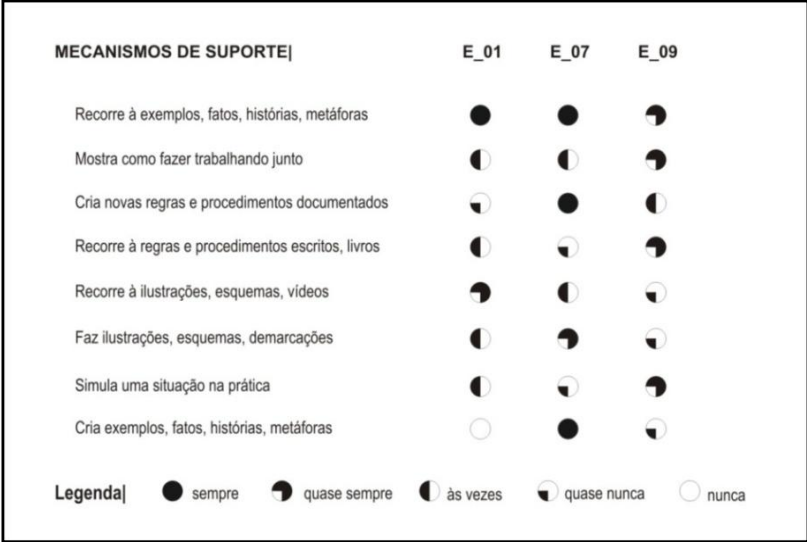 MECANISMOS DE SUPORTE| E_01 E_07 E_09
Recorre à exemplos, fatos, histórias, metáforas
Mostra como fazer trabalhando junto
Cria novas regras e procedimentos documentados
Recorre à regras e procedimentos escritos, livros
Recorre à ilustrações, esquemas, vídeos
Faz ilustrações, esquemas, demarcações
Simula uma situação na prática
Cria exemplos, fatos, histórias, metáforas
Legenda| sempre quase sempre às vezes quase nunca nunca